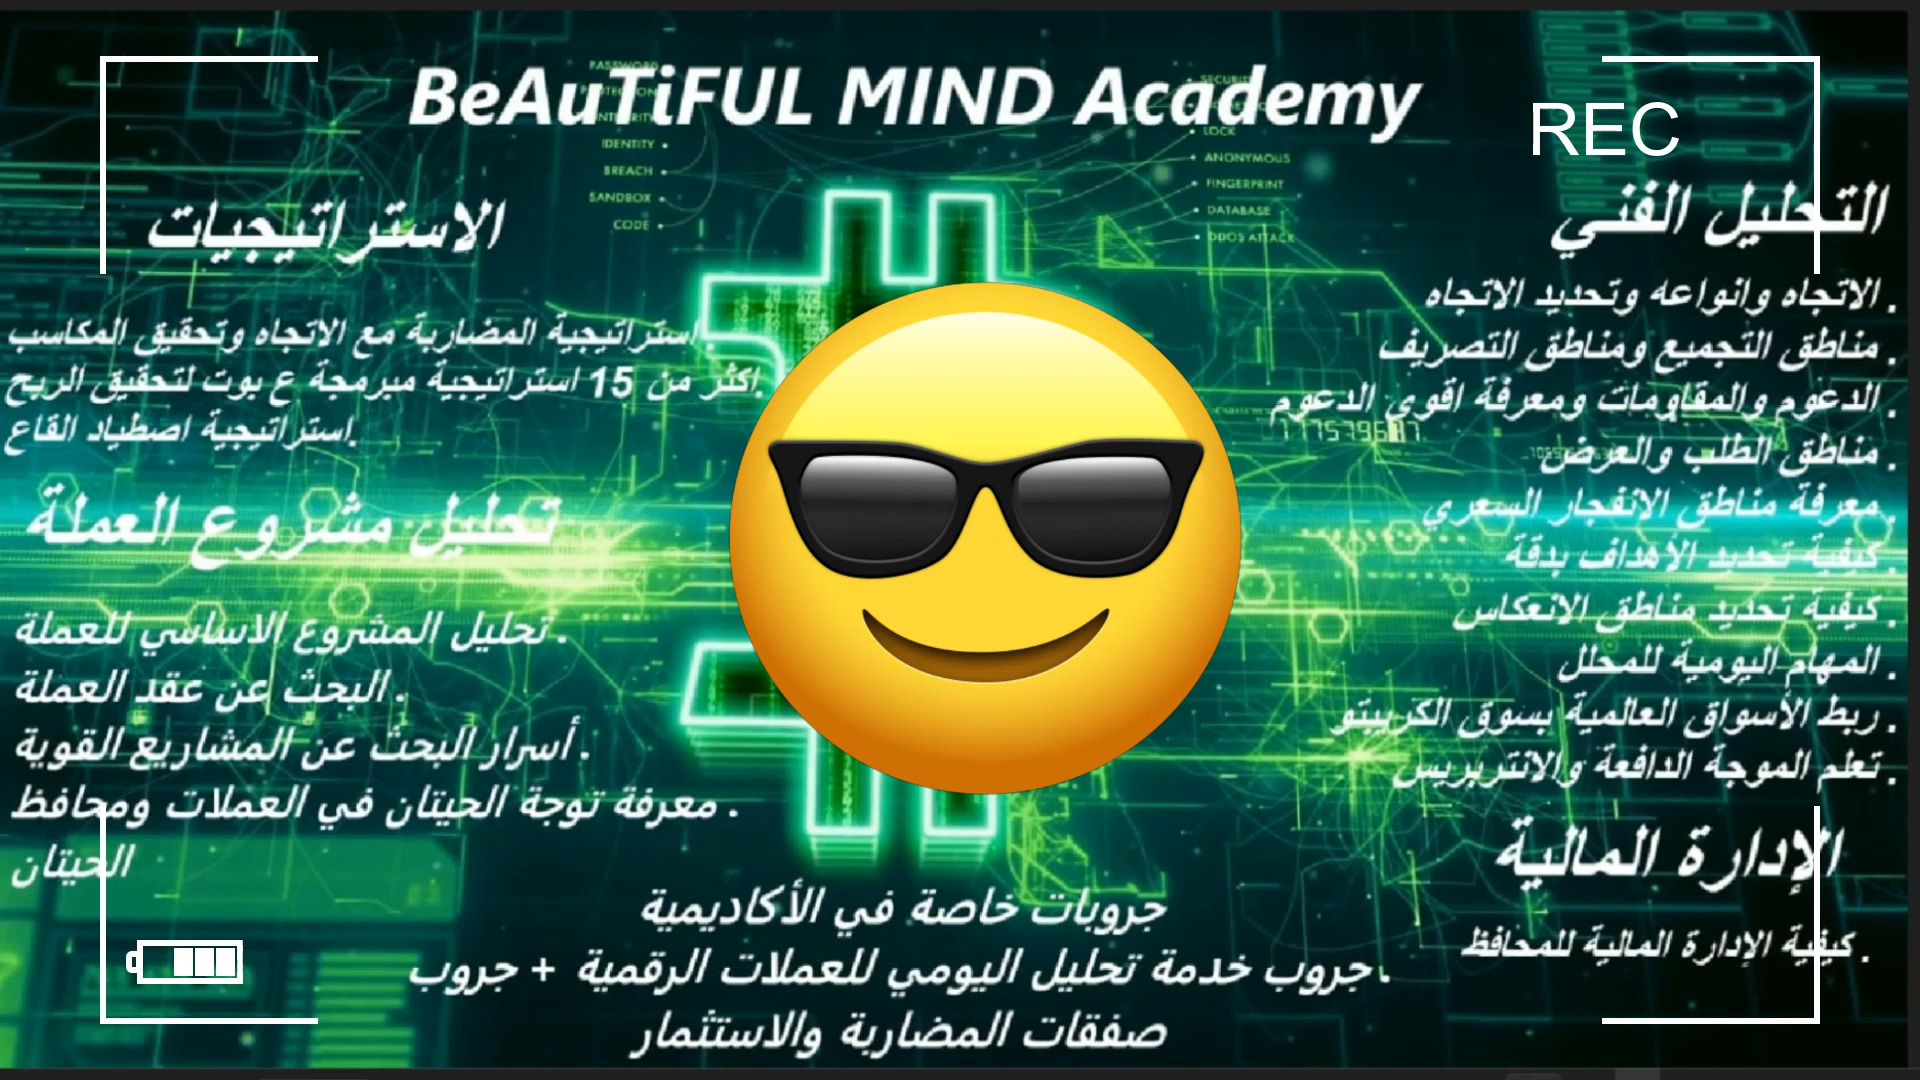 BeAuTiFUL MIND Academy
REC
PASSWORD
PROTECTION
INTEGRITY
IDENTITY
BREACH
SANDBOX
CODE
SECURITY
LOCK
ANONYMOUS
FINGERPRINT
DATABASE
DDOS ATTACK
التحليل الفني
. الاتجاه وانواعه وتحديد الاتجاه
. مناطق التجميع ومناطق التصريف
. الدعوم والمقاومات ومعرفة اقوي الدعوم
. مناطق الطلب والعرض
. معرفة مناطق الانفجار السعري
. كيفية تحديد الأهداف بدقة
. كيفية تحديد مناطق الانعكاس
. المهام اليومية للمحلل
. ربط الأسواق العالمية بسوق الكريبتو
. تعلم الموجة الدافعة والانتربريس
الإدارة المالية
. كيفية الإدارة المالية للمحافظ
الاستراتيجيات
.استراتيجية المضاربة مع الاتجاه وتحقيق المكاسب
.اكثر من 15 استراتيجية مبرمجة ع بوت لتحقيق الربح
.استراتيجية اصطياد القاع
تحليل مشروع العملة
. تحليل المشروع الاساسي للعملة
. البحث عن عقد العملة
. أسرار البحث عن المشاريع القوية
. معرفة توجة الحيتان في العملات ومحافظ
الحيتان
جروبات خاصة في الأكاديمية
. جروب خدمة تحليل اليومي للعملات الرقمية + جروب
صفقات المضاربة والاستثمار